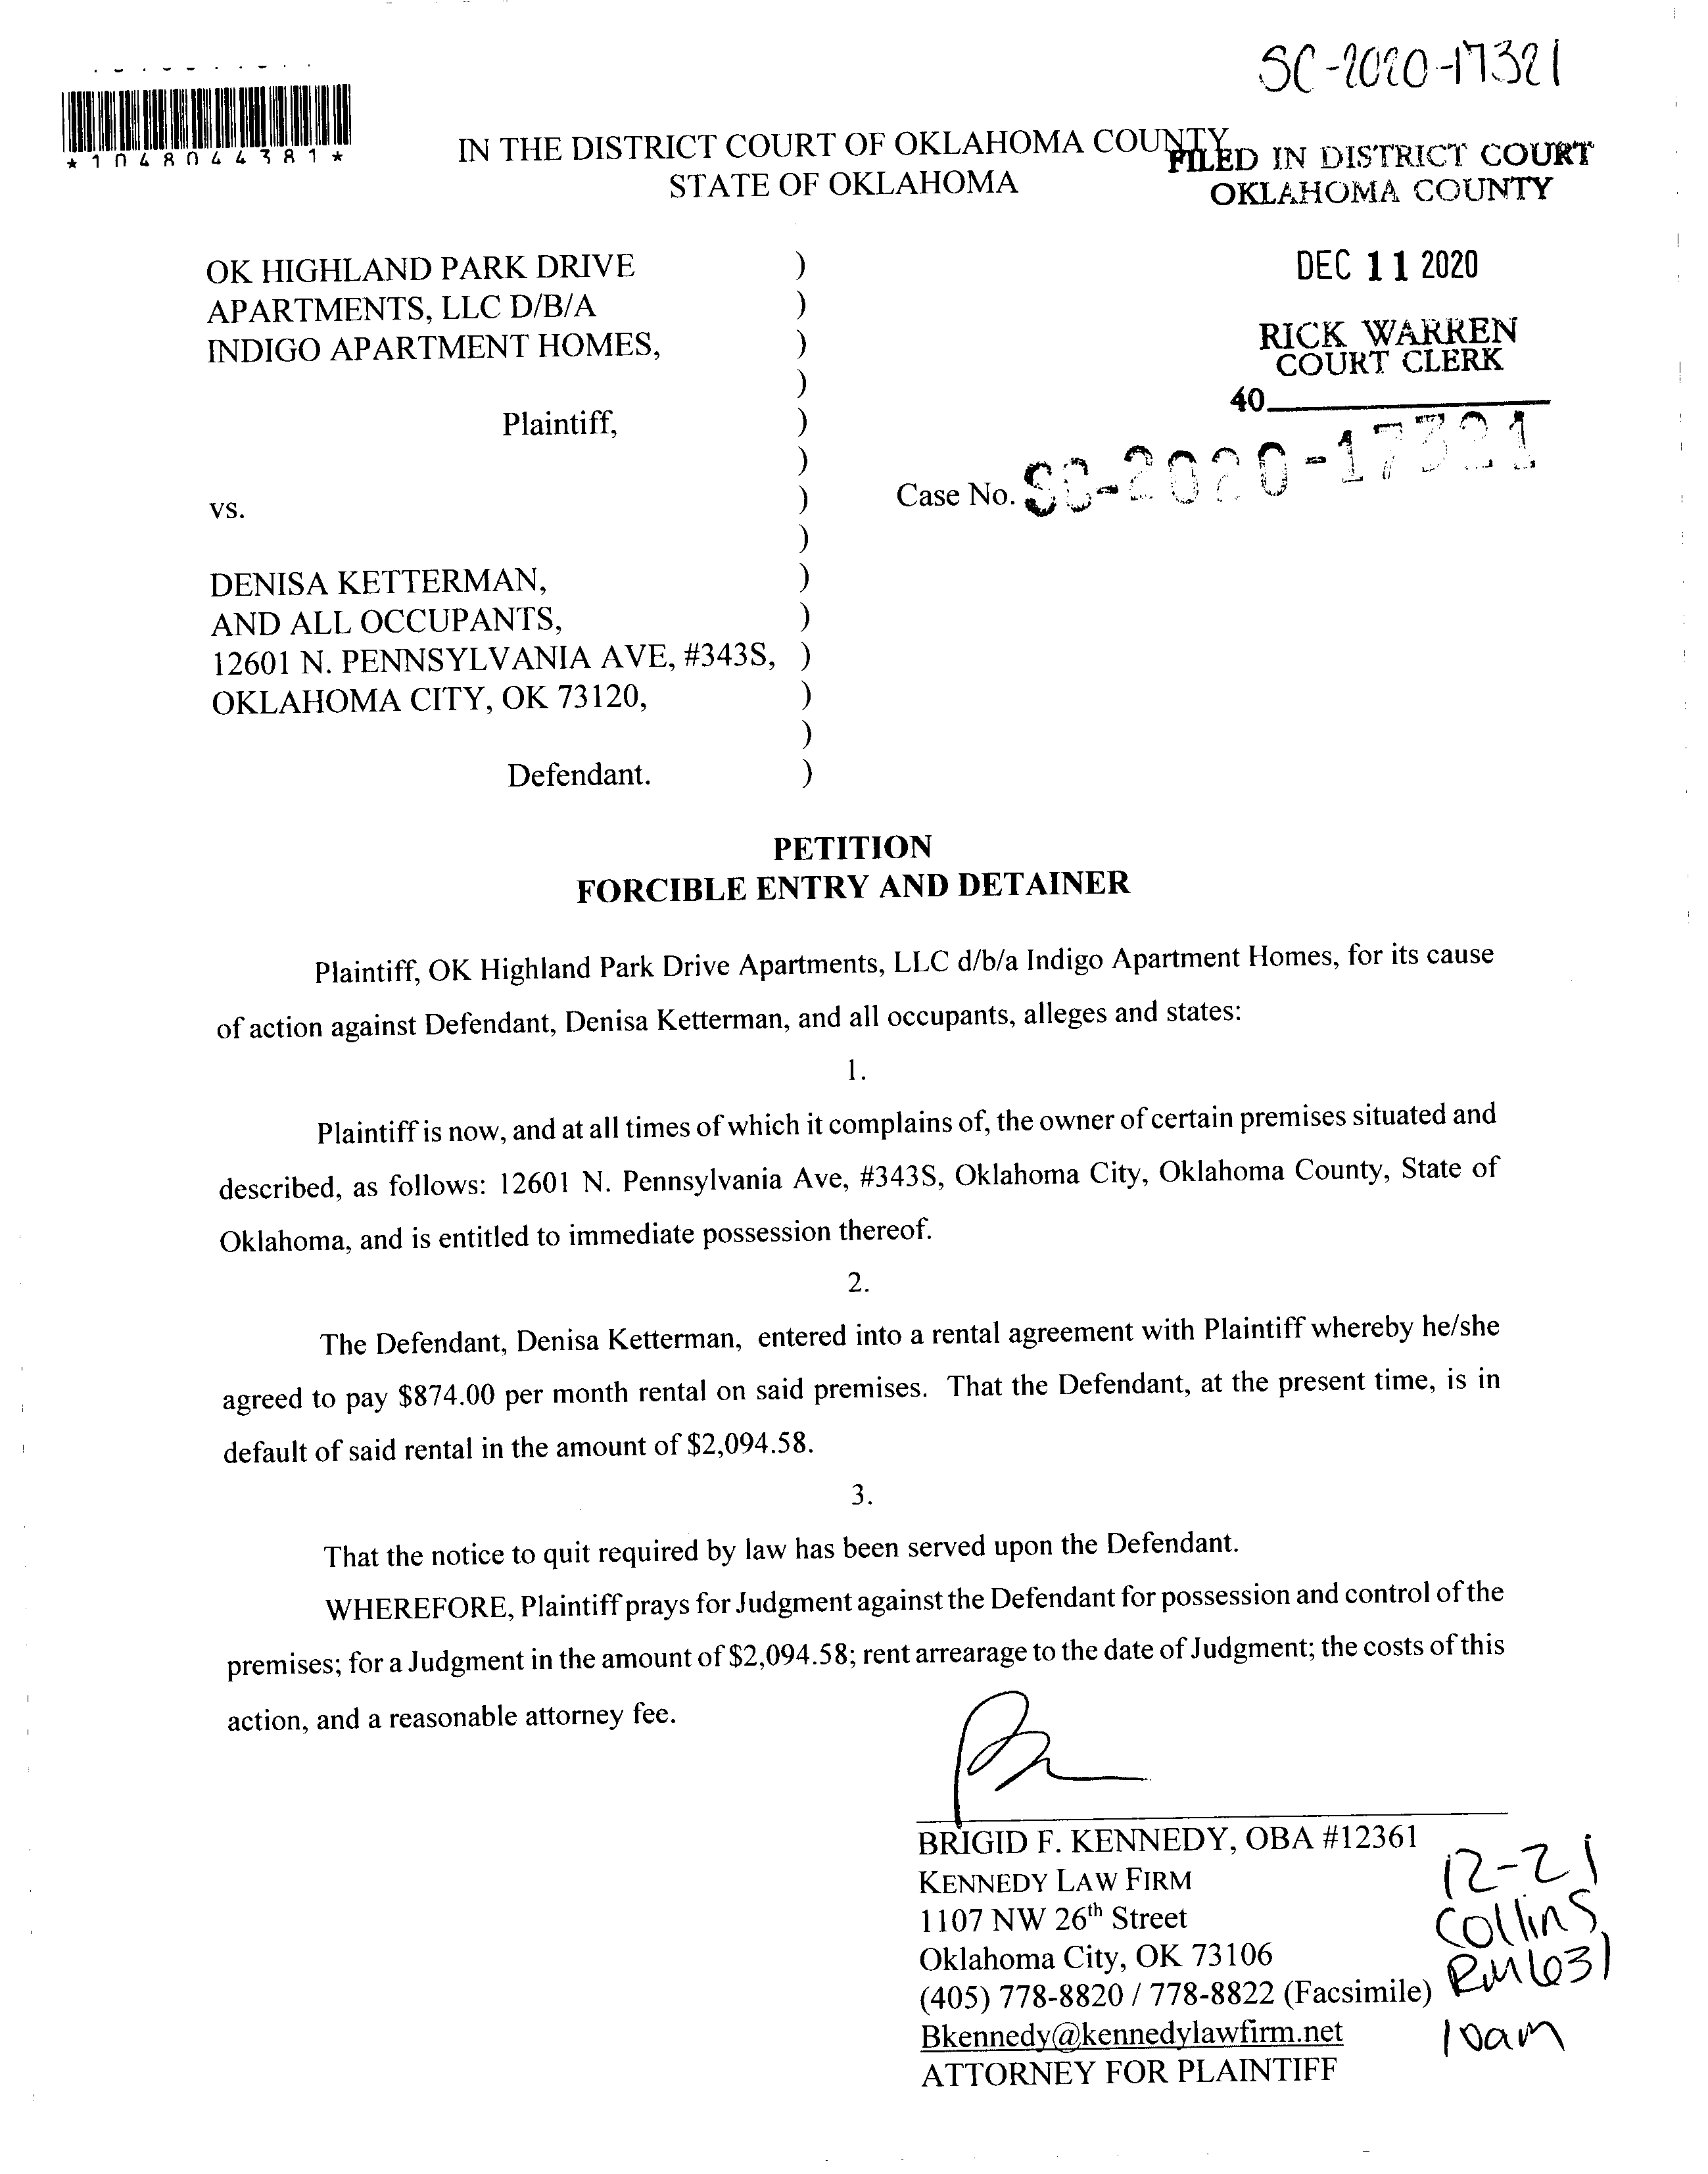 SC-2020-17321
*1048044381*
IN THE DISTRICT COURT OF OKLAHOMA COUNTY
STATE OF OKLAHOMA
FILED IN DISTRICT COURT
OKLAHOMA COUNTY
DEC 11 2020
RICK WARREN
COURT CLERK
40
OK HIGHLAND PARK DRIVE )
APARTMENTS, LLC D/B/A )
INDIGO APARTMENT HOMES, )
)
Plaintiff, )
)
vs. ) Case No. SC-2020-17321
)
DENISA KETTERMAN, )
AND ALL OCCUPANTS, )
12601 N. PENNSYLVANIA AVE, #343S, )
OKLAHOMA CITY, OK 73120, )
)
Defendant. )
PETITION
FORCIBLE ENTRY AND DETAINER
Plaintiff, OK Highland Park Drive Apartments, LLC d/b/a Indigo Apartment Homes, for its cause
of action against Defendant, Denisa Ketterman, and all occupants, alleges and states:
1.
Plaintiff is now, and at all times of which it complains of, the owner of certain premises situated and
described, as follows: 12601 N. Pennsylvania Ave, #343S, Oklahoma City, Oklahoma County, State of
Oklahoma, and is entitled to immediate possession thereof.
2.
The Defendant, Denisa Ketterman, entered into a rental agreement with Plaintiff whereby he/she
agreed to pay $874.00 per month rental on said premises. That the Defendant, at the present time, is in
default of said rental in the amount of $2,094.58.
3.
That the notice to quit required by law has been served upon the Defendant.
WHEREFORE, Plaintiff prays for Judgment against the Defendant for possession and control of the
premises; for a Judgment in the amount of $2,094.58; rent arrearage to the date of Judgment; the costs of this
action, and a reasonable attorney fee.
BRIGID F. KENNEDY, OBA #12361
KENNEDY LAW FIRM
1107 NW 26th Street
Oklahoma City, OK 73106
(405) 778-8820 / 778-8822 (Facsimile)
Bkennedy@kennedylawfirm.net
ATTORNEY FOR PLAINTIFF
12-21
Collins
Rm 631
10am